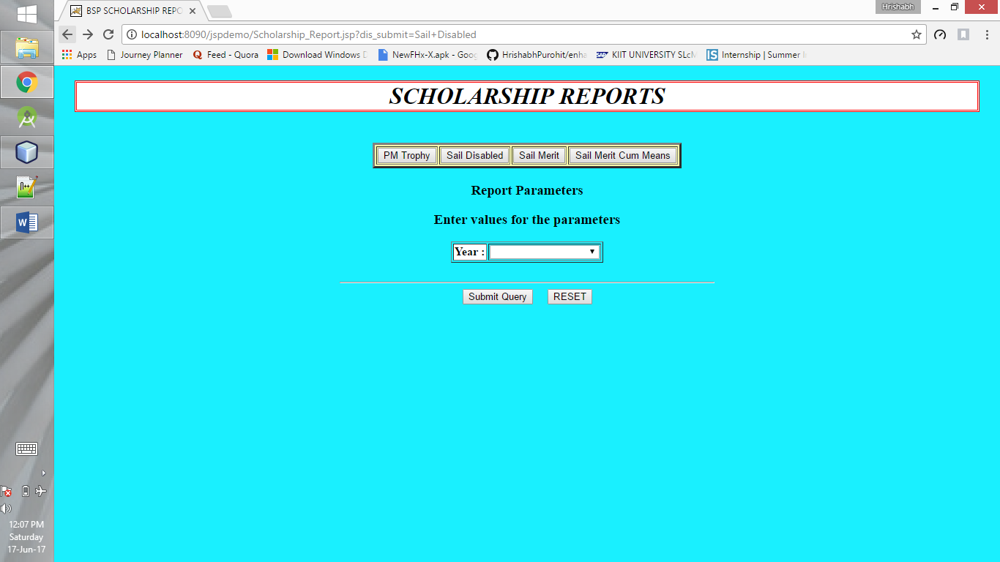 BSP SCHOLARSHIP REPO
Hrishabh
localhost:8090/jspdemo/Scholarship_Report.jsp?dis_submit=Sail+Disabled
Apps Journey Planner Feed - Quora Download Windows NewFHx-X.apk - Goo HrishabhPurohit/enha KIIT UNIVERSITY SLcM Internship | Summer
SCHOLARSHIP REPORTS
PM Trophy Sail Disabled Sail Merit Sail Merit Cum Means
Report Parameters
Enter values for the parameters
Year :
Submit Query RESET
12:07 PM
Saturday
17-Jun-17